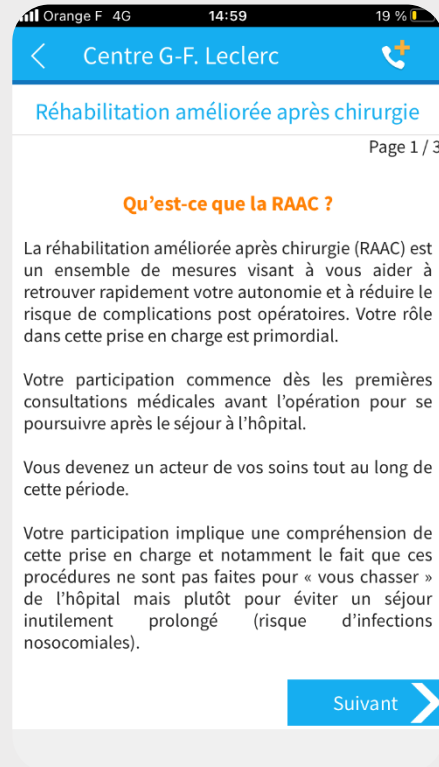 Orange F 4G 14:59 19 %
Centre G-F. Leclerc
Réhabilitation améliorée après chirurgie
Page 1 / 3
Qu'est-ce que la RAAC ?
La réhabilitation améliorée après chirurgie (RAAC) est
un ensemble de mesures visant à vous aider à
retrouver rapidement votre autonomie et à réduire le
risque de complications post opératoires. Votre rôle
dans cette prise en charge est primordial.
Votre participation commence dès les premières
consultations médicales avant l'opération pour se
poursuivre après le séjour à l'hôpital.
Vous devenez un acteur de vos soins tout au long de
cette période.
Votre participation implique une compréhension de
cette prise en charge et notamment le fait que ces
procédures ne sont pas faites pour « vous chasser »
de l'hôpital mais plutôt pour éviter un séjour
inutilement prolongé (risque d'infections
nosocomiales).
Suivant